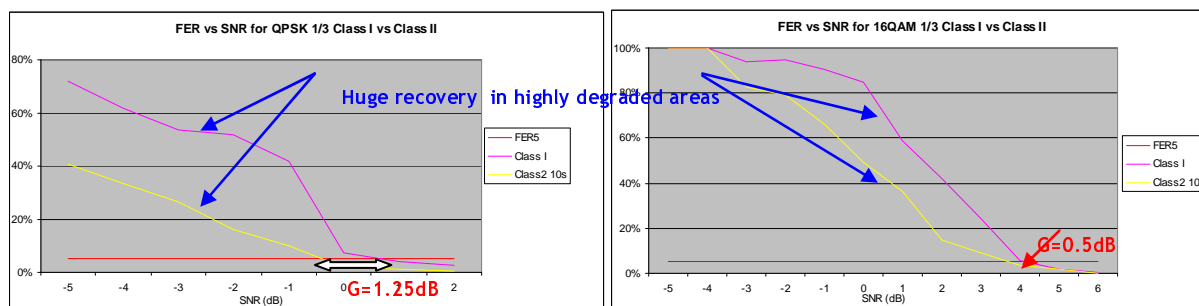 FER vs SNR for QPSK 1/3 Class I vs Class II
80%
60%
40%
20%
0%
-5 -4 -3 -2 -1 0 1 2
SNR (dB)
FER5
Class I
Class2 10s
G=1.25dB
Huge recovery in highly degraded areas
FER vs SNR for 16QAM 1/3 Class I vs Class II
100%
80%
60%
40%
20%
0%
-5 -4 -3 -2 -1 0 1 2 3 4 5 6
SNR (dB)
FER5
Class I
Class2 10
G=0.5dB